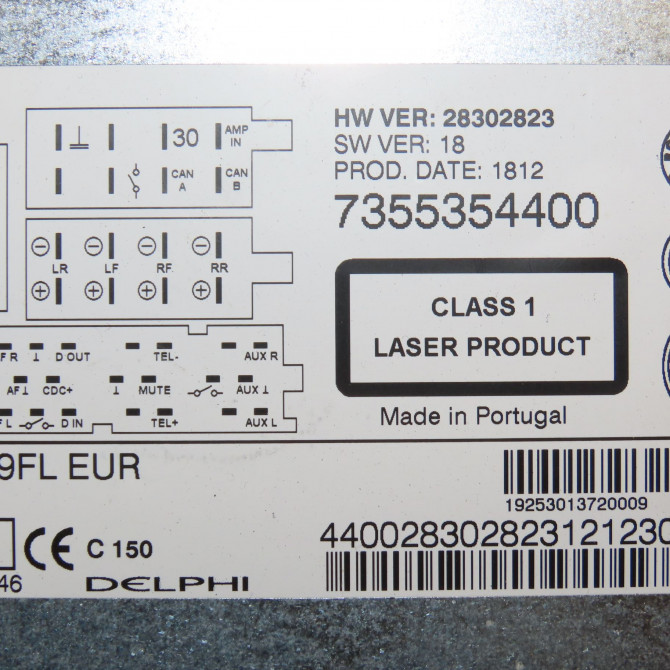 HW VER: 28302823
SW VER: 18
PROD. DATE: 1812
7355354400
30 AMP IN
CAN A CAN B
LR LF RF RR
CLASS 1
LASER PRODUCT
Made in Portugal
F R D OUT TEL- AUX R
AF CDC+ MUTE AUX
F L D IN TEL+ AUX L
9FL EUR
19253013720009
C E C 150
440028302823121230
46 DELPHI